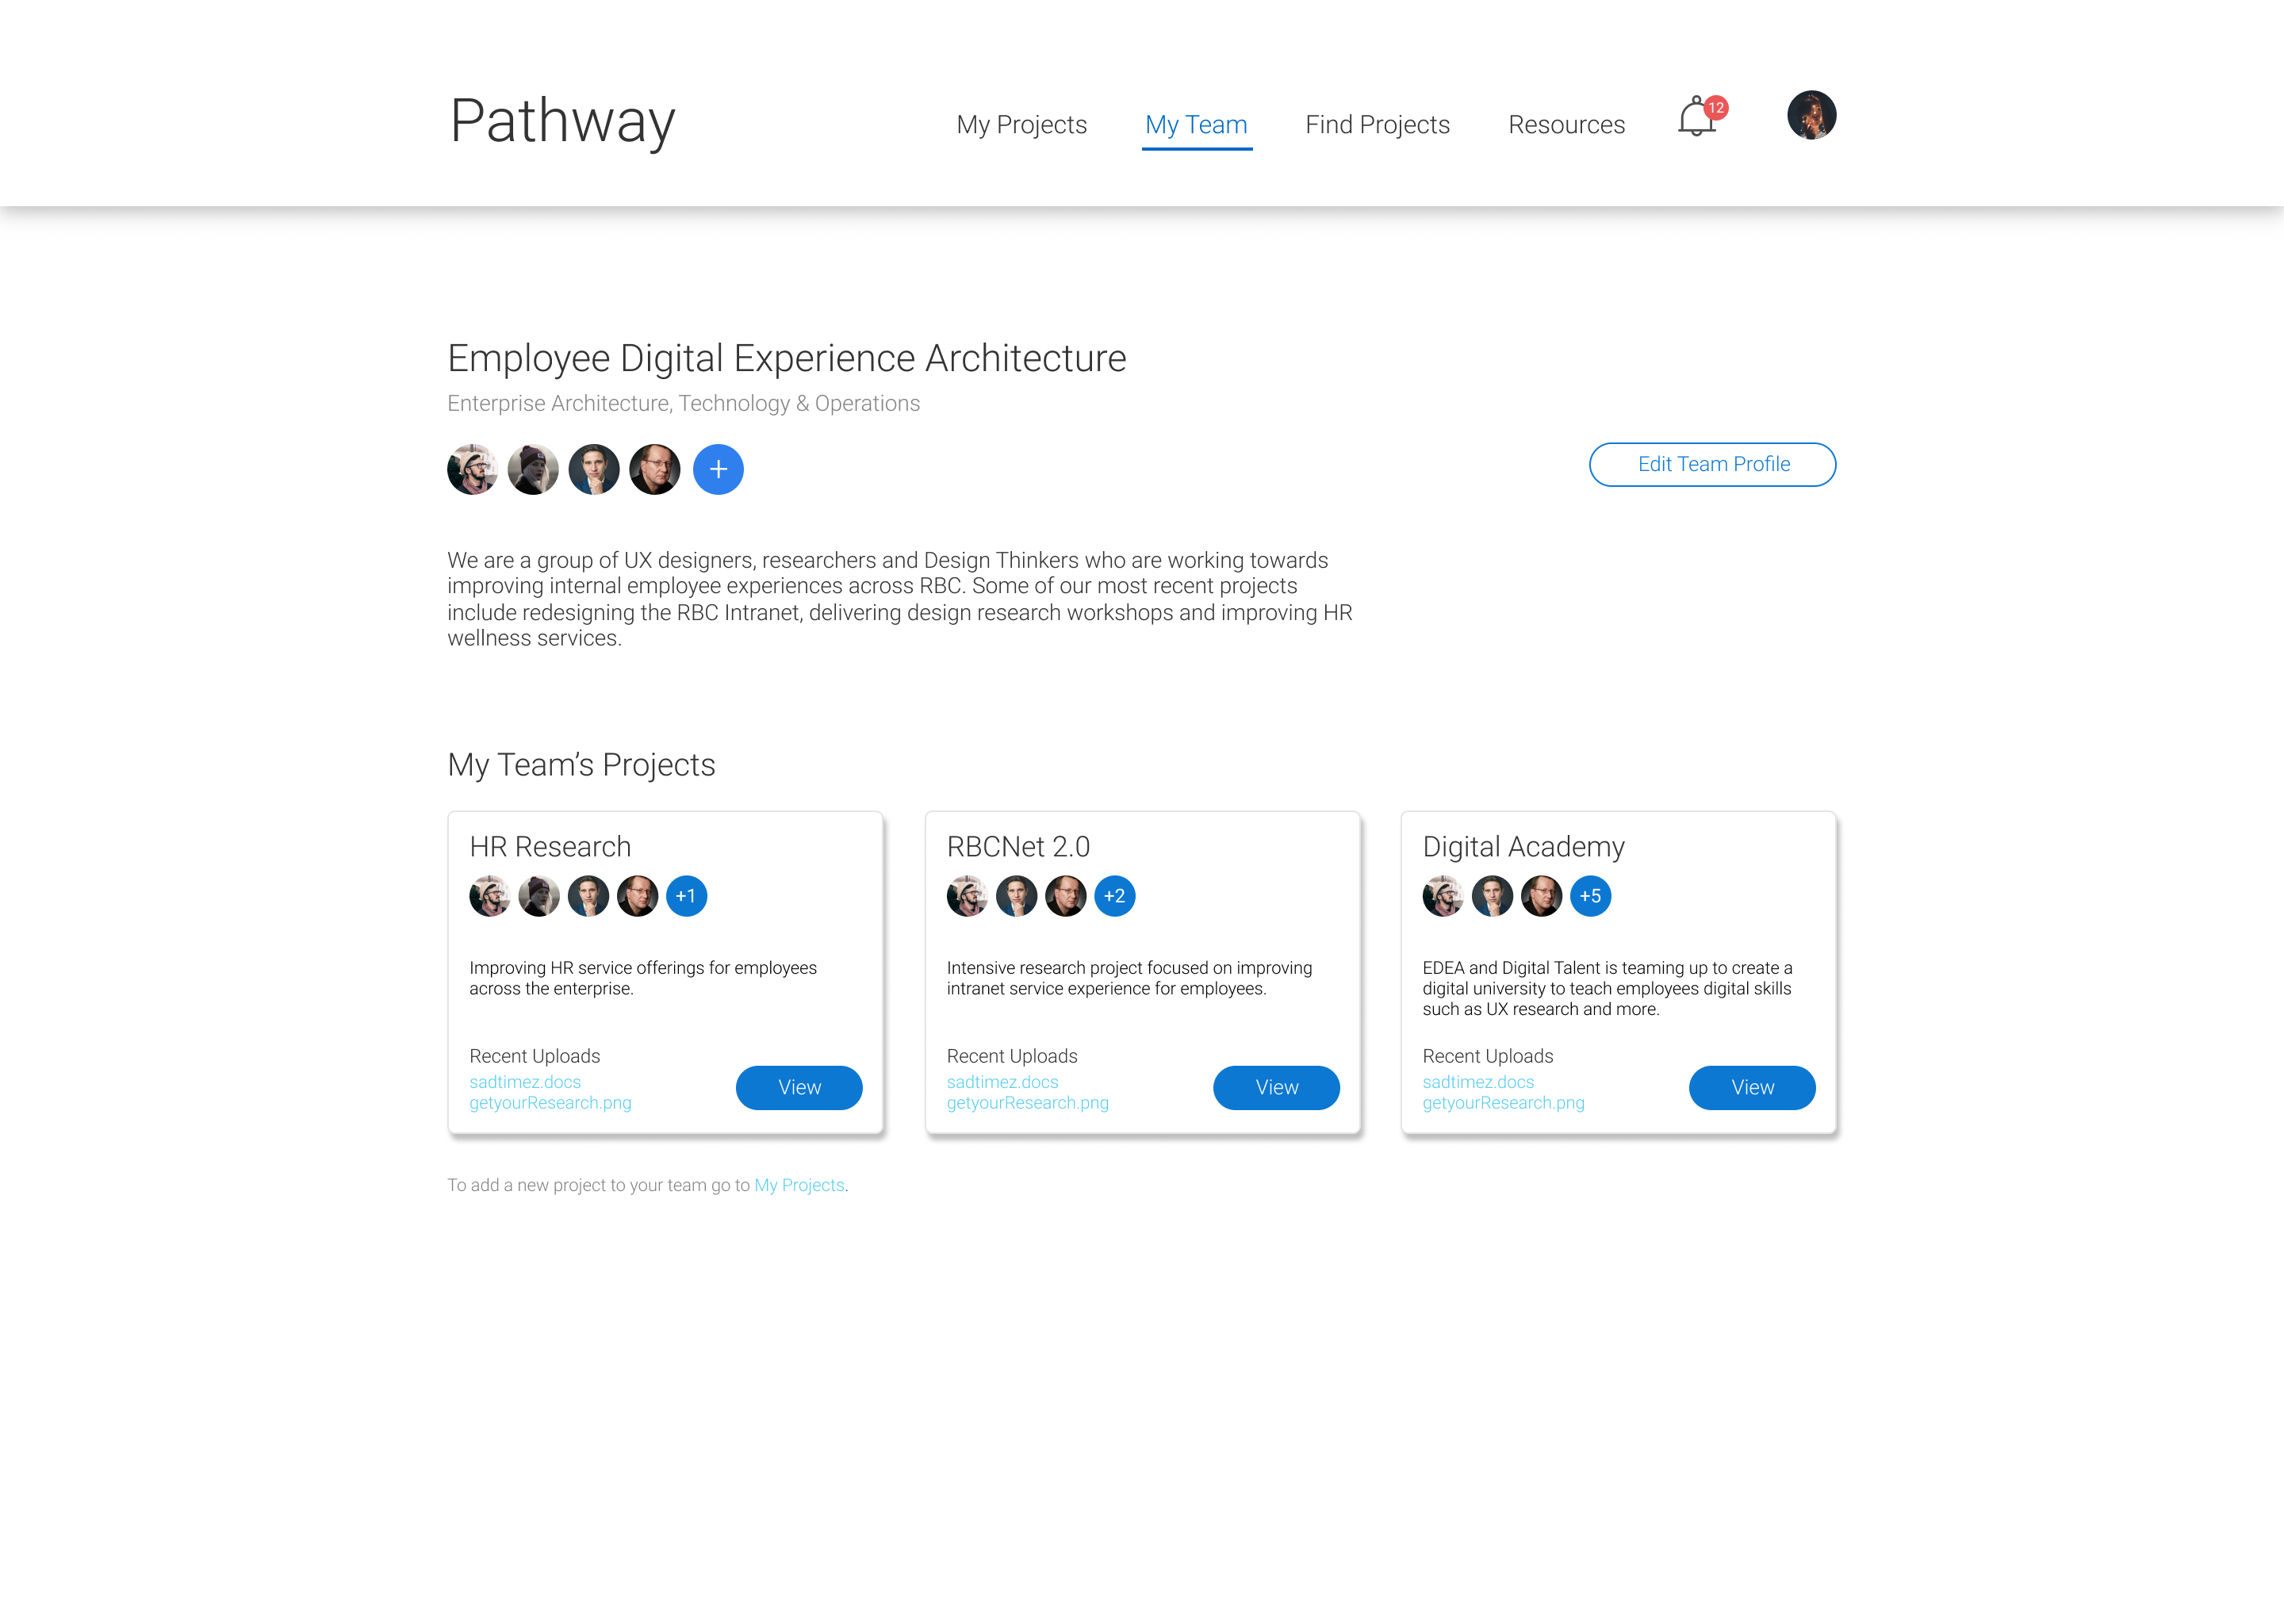 Pathway
My Projects
My Team
Find Projects
Resources
12
Employee Digital Experience Architecture
Enterprise Architecture, Technology & Operations
+
Edit Team Profile
We are a group of UX designers, researchers and Design Thinkers who are working towards
improving internal employee experiences across RBC. Some of our most recent projects
include redesigning the RBC Intranet, delivering design research workshops and improving HR
wellness services.
My Team’s Projects
HR Research
+1
Improving HR service offerings for employees
across the enterprise.
Recent Uploads
sadtimez.docs
getyourResearch.png
View
RBCNet 2.0
+2
Intensive research project focused on improving
intranet service experience for employees.
Recent Uploads
sadtimez.docs
getyourResearch.png
View
Digital Academy
+5
EDEA and Digital Talent is teaming up to create a
digital university to teach employees digital skills
such as UX research and more.
Recent Uploads
sadtimez.docs
getyourResearch.png
View
To add a new project to your team go to My Projects.